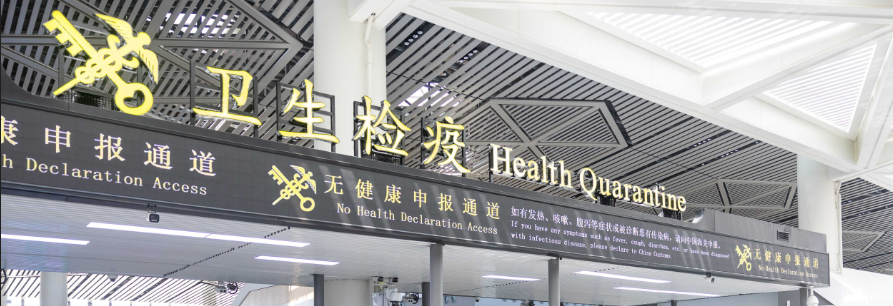 卫生检疫 Health Quarantine
康申报通道
h Declaration Access
无健康申报通道
No Health Declaration Access
如有发热、咳嗽、腹泻等症状或被诊断患有传染病，请向中国海关申报。
If you have any symptoms such as fever, cough, diarrhea, etc. or have been diagnosed
with infectious disease, please declare to China Customs
无健康申报通道
No Health Declaration Access